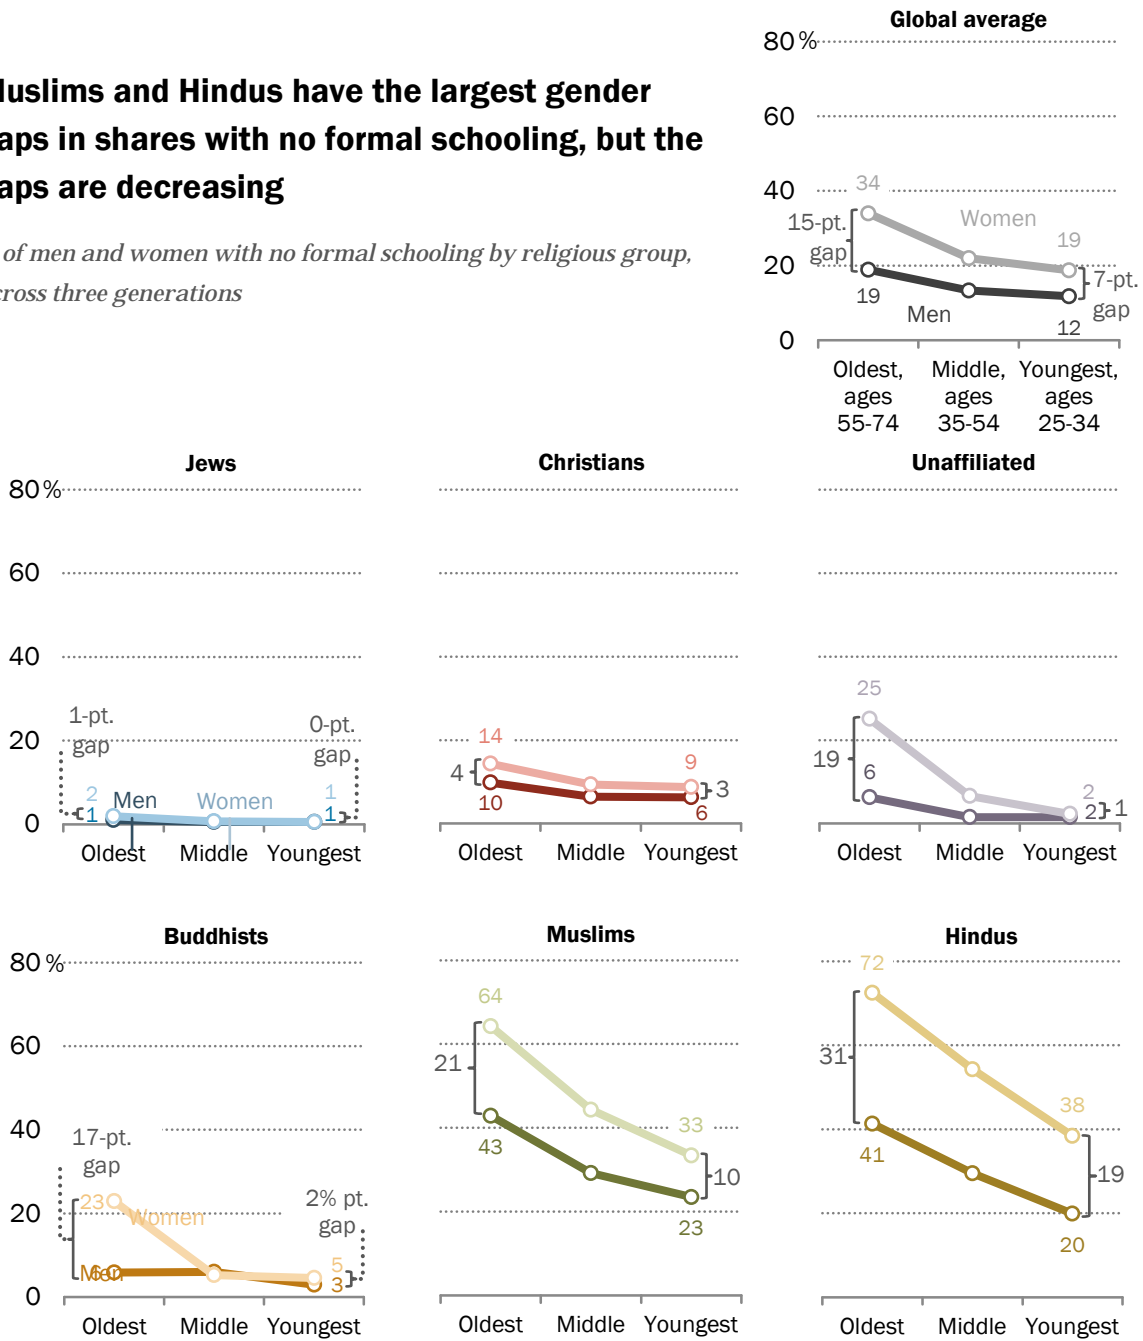 Global average
luslims and Hindus have the largest gender
aps in shares with no formal schooling, but the
aps are decreasing
of men and women with no formal schooling by religious group,
cross three generations
80%
60
40
20
0
34
Women
19
15-pt.
gap
19
Men
12
7-pt.
gap
Oldest,
ages
55-74
Middle,
ages
35-54
Youngest,
ages
25-34
Jews
80%
60
40
20
0
1-pt.
gap
2
1
Men
Women
0-pt.
gap
1
1
Oldest Middle Youngest
Christians
14
4
10
9
3
6
Oldest Middle Youngest
Unaffiliated
25
19
6
2
2
1
Oldest Middle Youngest
Buddhists
80%
60
40
20
0
17-pt.
gap
23
Women
6
Men
2% pt.
gap
5
3
Oldest Middle Youngest
Muslims
64
21
43
33
10
23
Oldest Middle Youngest
Hindus
72
31
41
38
19
20
Oldest Middle Youngest